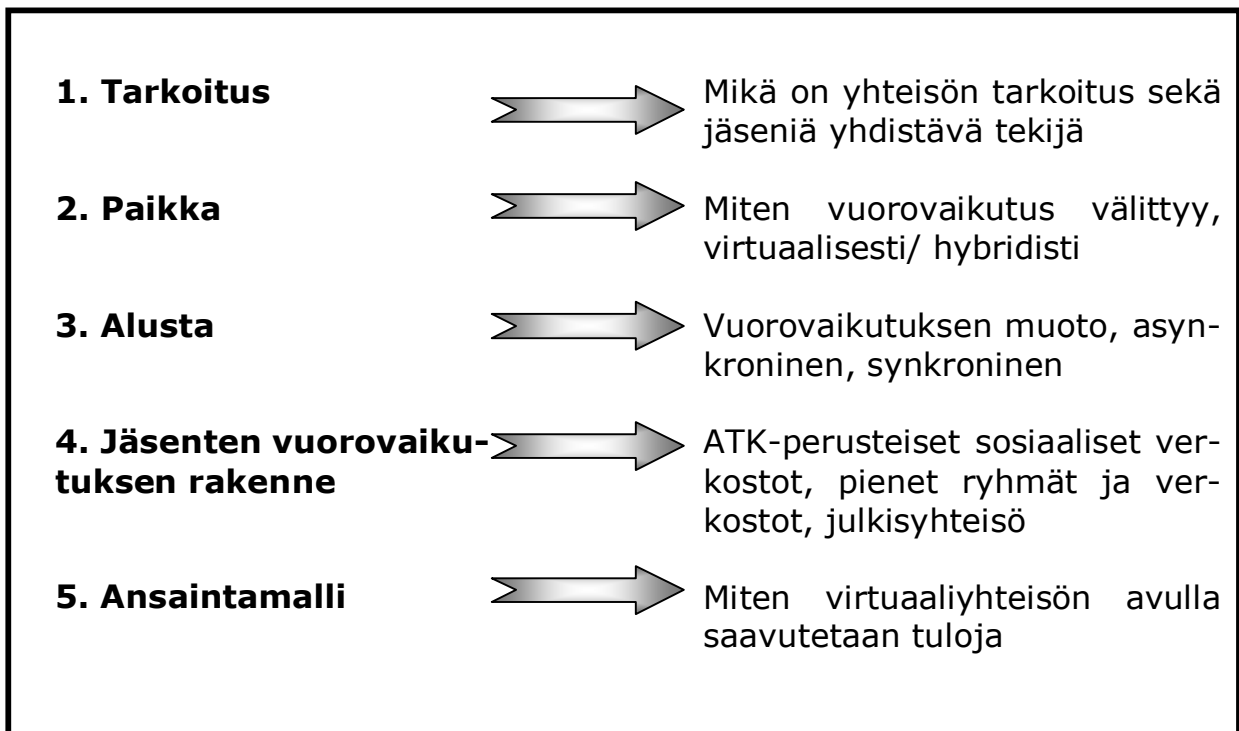 1. Tarkoitus
Mikä on yhteisön tarkoitus sekä
jäseniä yhdistävä tekijä
2. Paikka
Miten vuorovaikutus välittyy,
virtuaalisesti/ hybridisti
3. Alusta
Vuorovaikutuksen muoto, asyn-
kroninen, synkroninen
4. Jäsenten vuorovaiku-
tuksen rakenne
ATK-perusteiset sosiaaliset ver-
kostot, pienet ryhmät ja ver-
kostot, julkisyhteisö
5. Ansaintamalli
Miten virtuaaliyhteisön avulla
saavutetaan tuloja